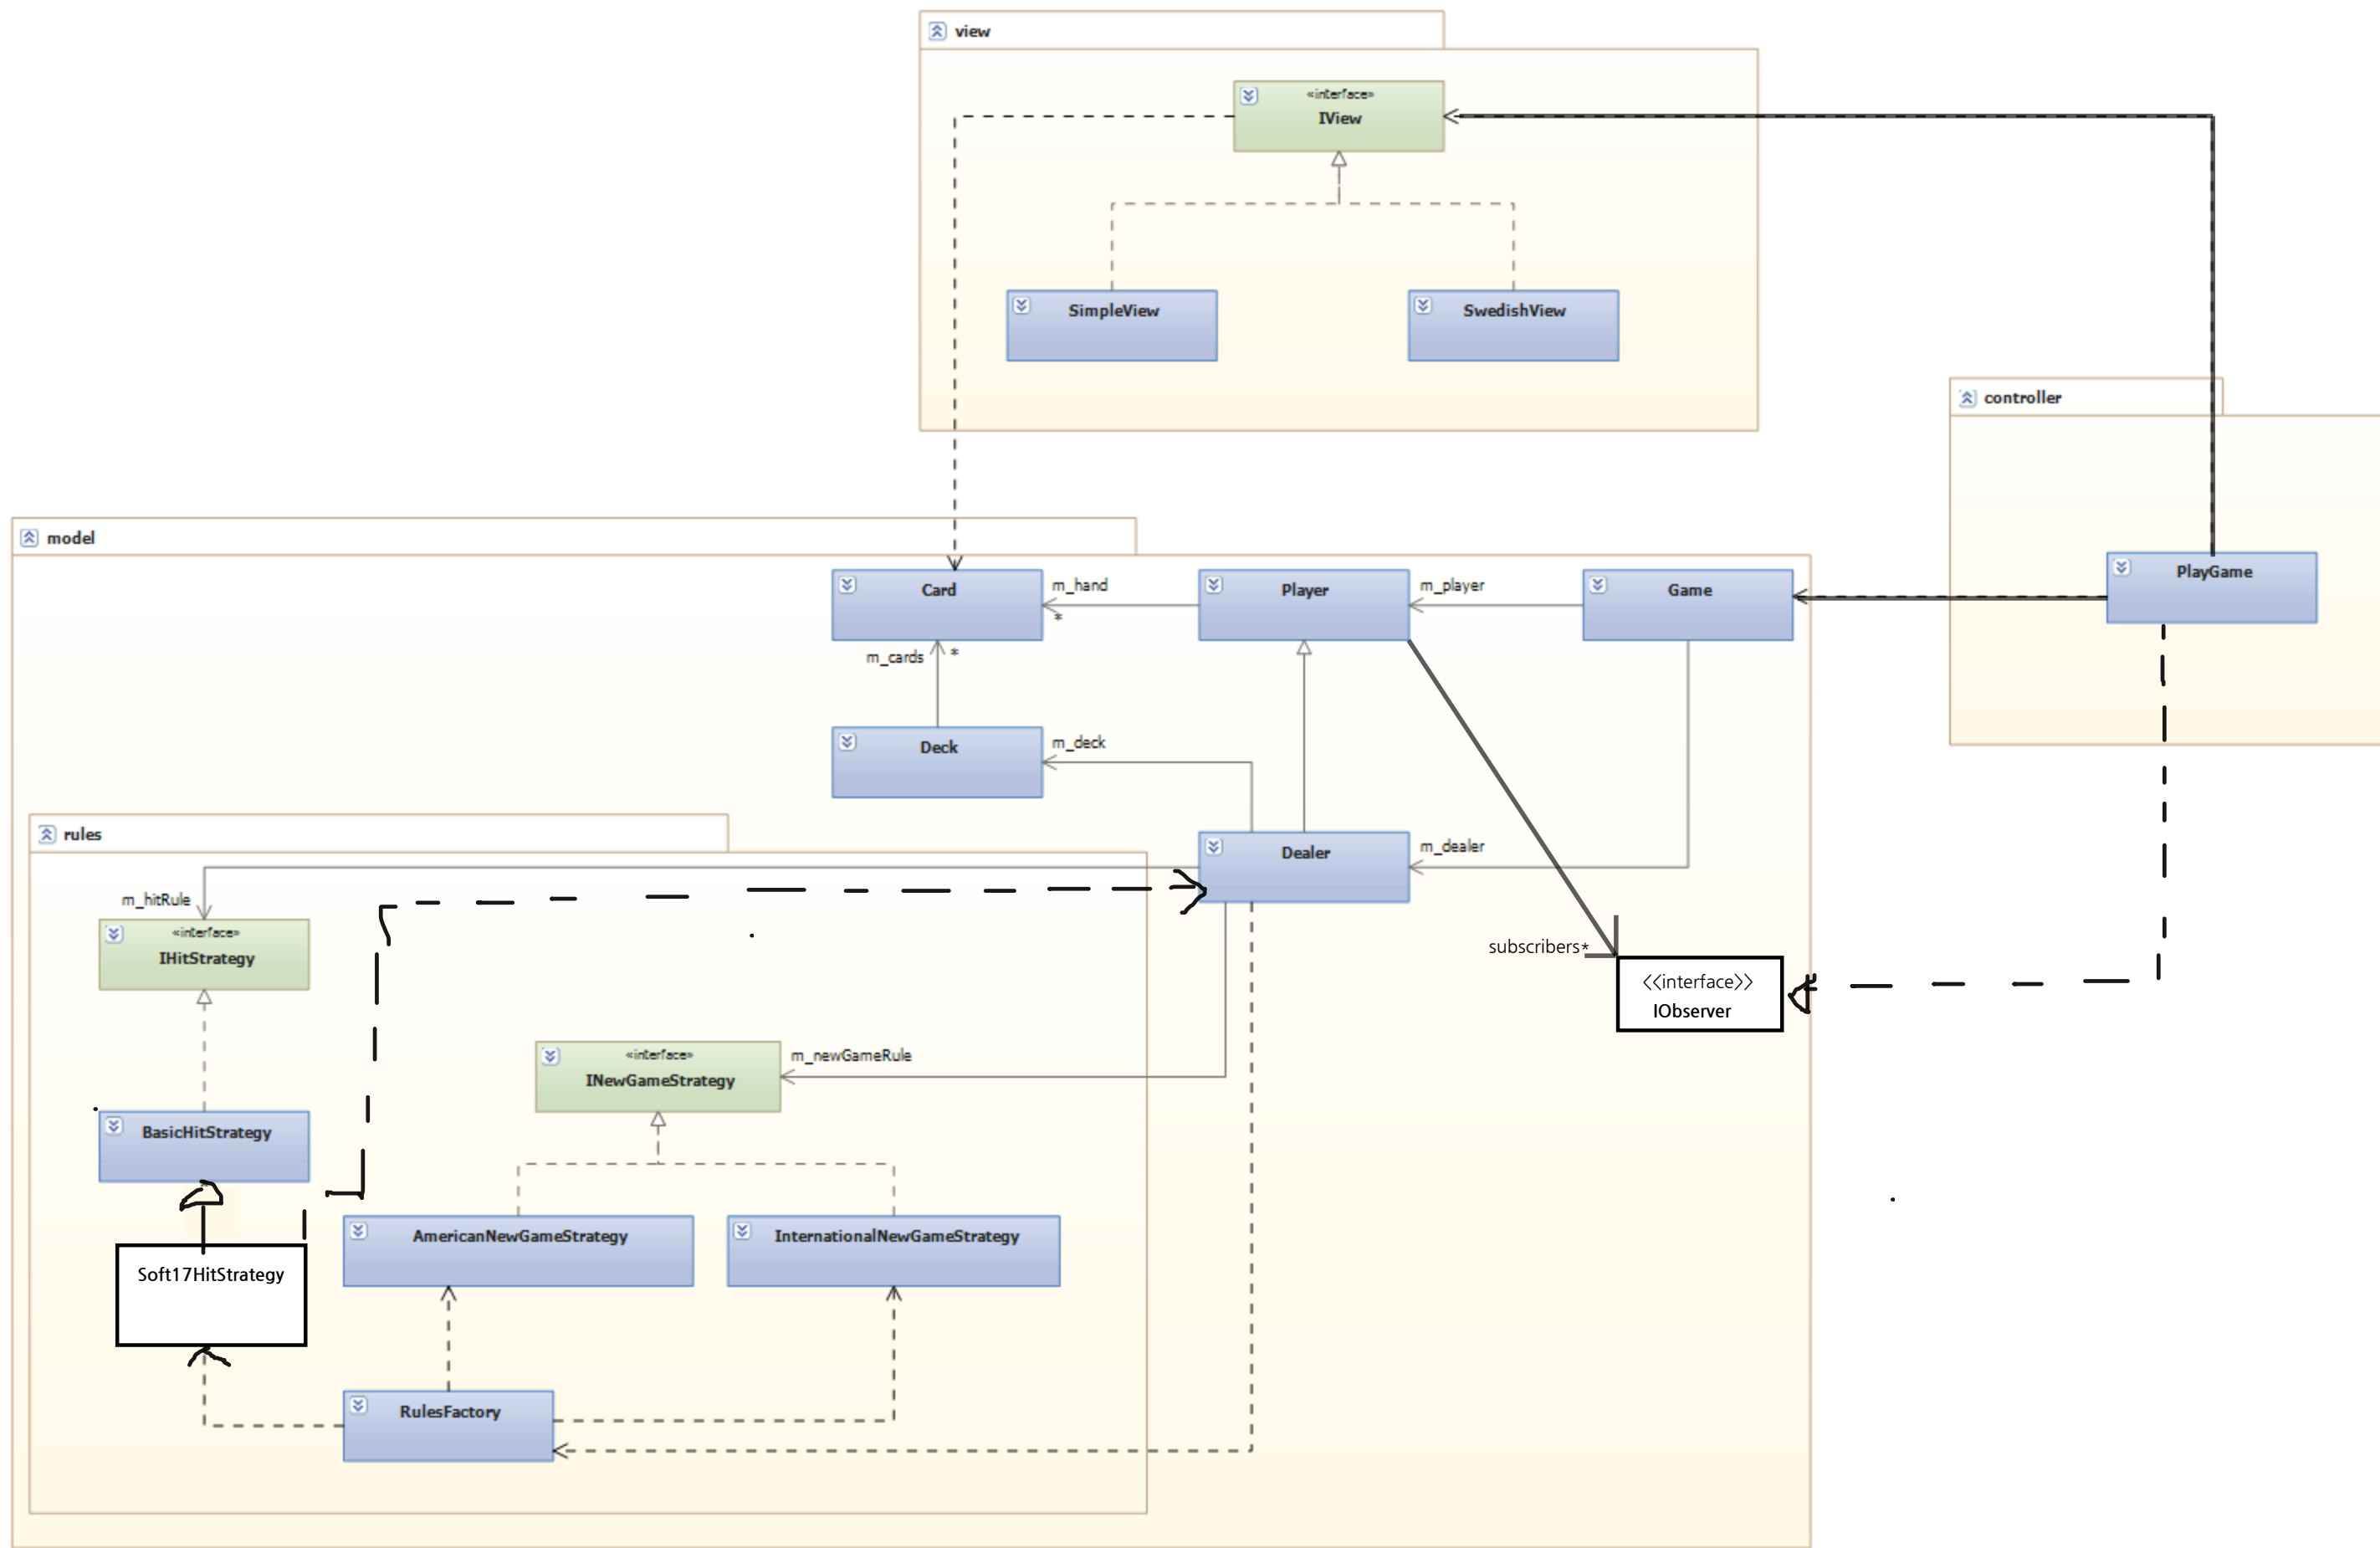 view
«interface»
IView
SimpleView
SwedishView
controller
PlayGame
model
Card
m_hand
*
Player
m_player
Game
m_cards
*
Deck
m_deck
rules
Dealer
m_dealer
m_hitRule
«interface»
IHitStrategy
subscribers*
<<interface>>
IObserver
«interface»
INewGameStrategy
m_newGameRule
BasicHitStrategy
AmericanNewGameStrategy
InternationalNewGameStrategy
Soft17HitStrategy
RulesFactory